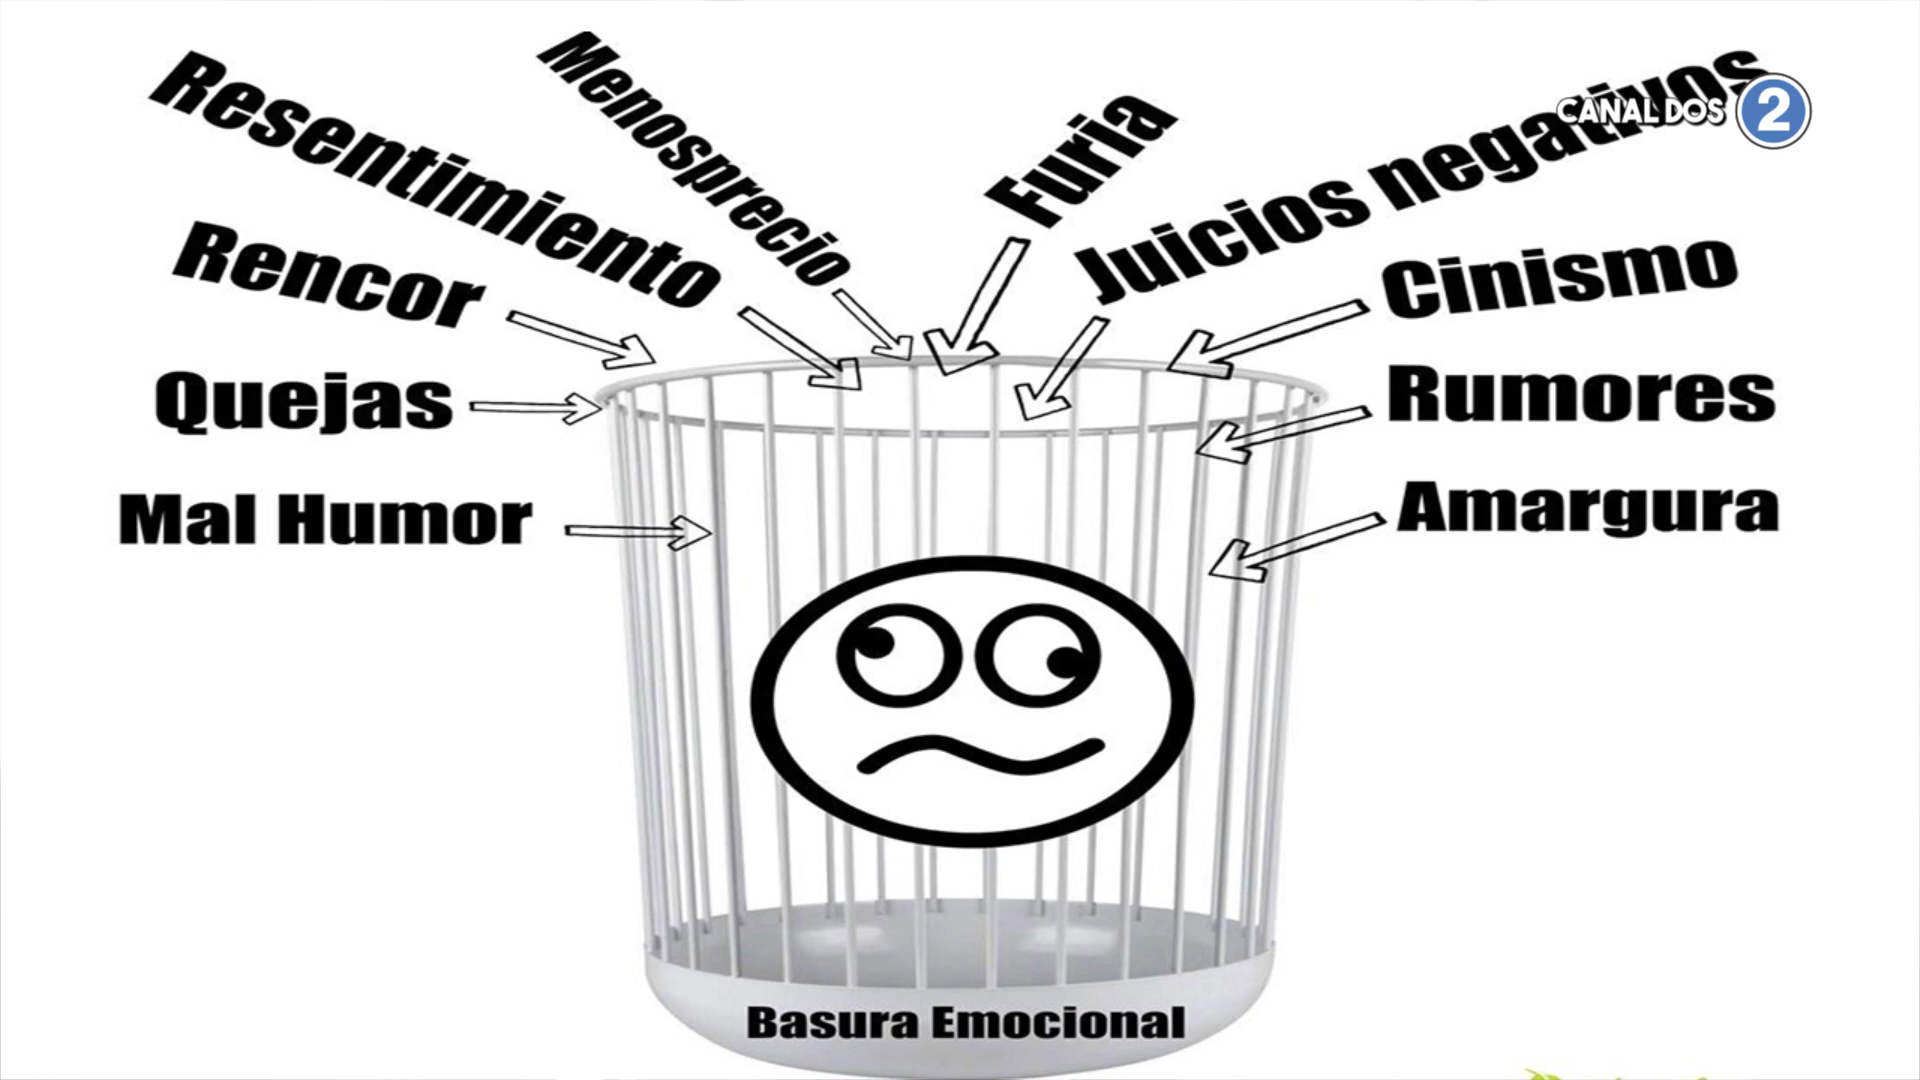 Menosprecio
Resentimiento
Furia
Juicios negativos
CANAL DOS 2
Rencor
Cinismo
Quejas
Rumores
Mal Humor
Amargura
Basura Emocional